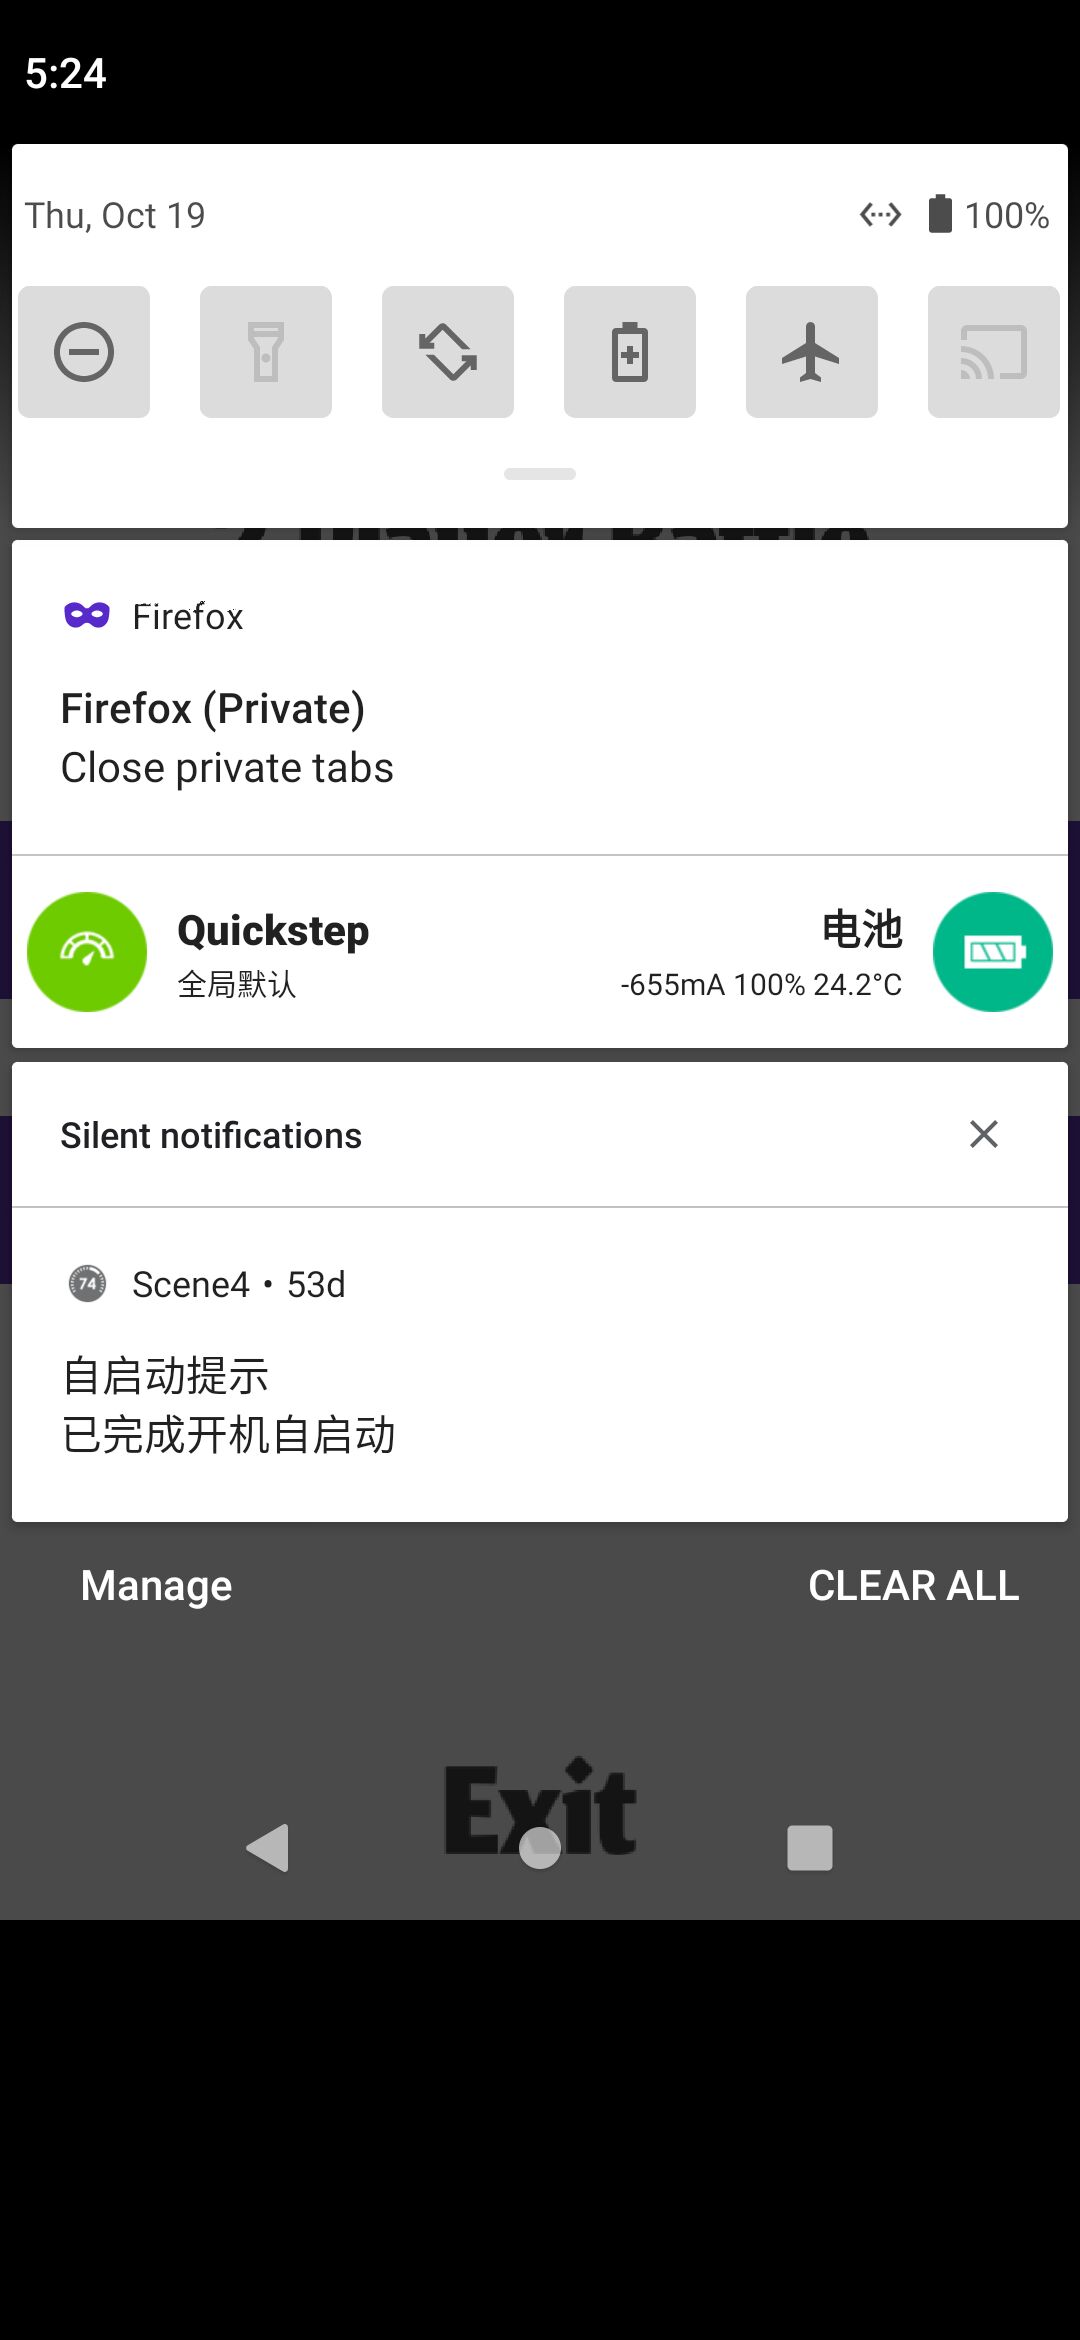 5:24
Thu, Oct 19
100%
Firefox
Firefox (Private)
Close private tabs
Quickstep
全局默认
电池
-655mA 100% 24.2°C
Silent notifications
74
Scene4 • 53d
自启动提示
已完成开机自启动
Manage
CLEAR ALL
Exit